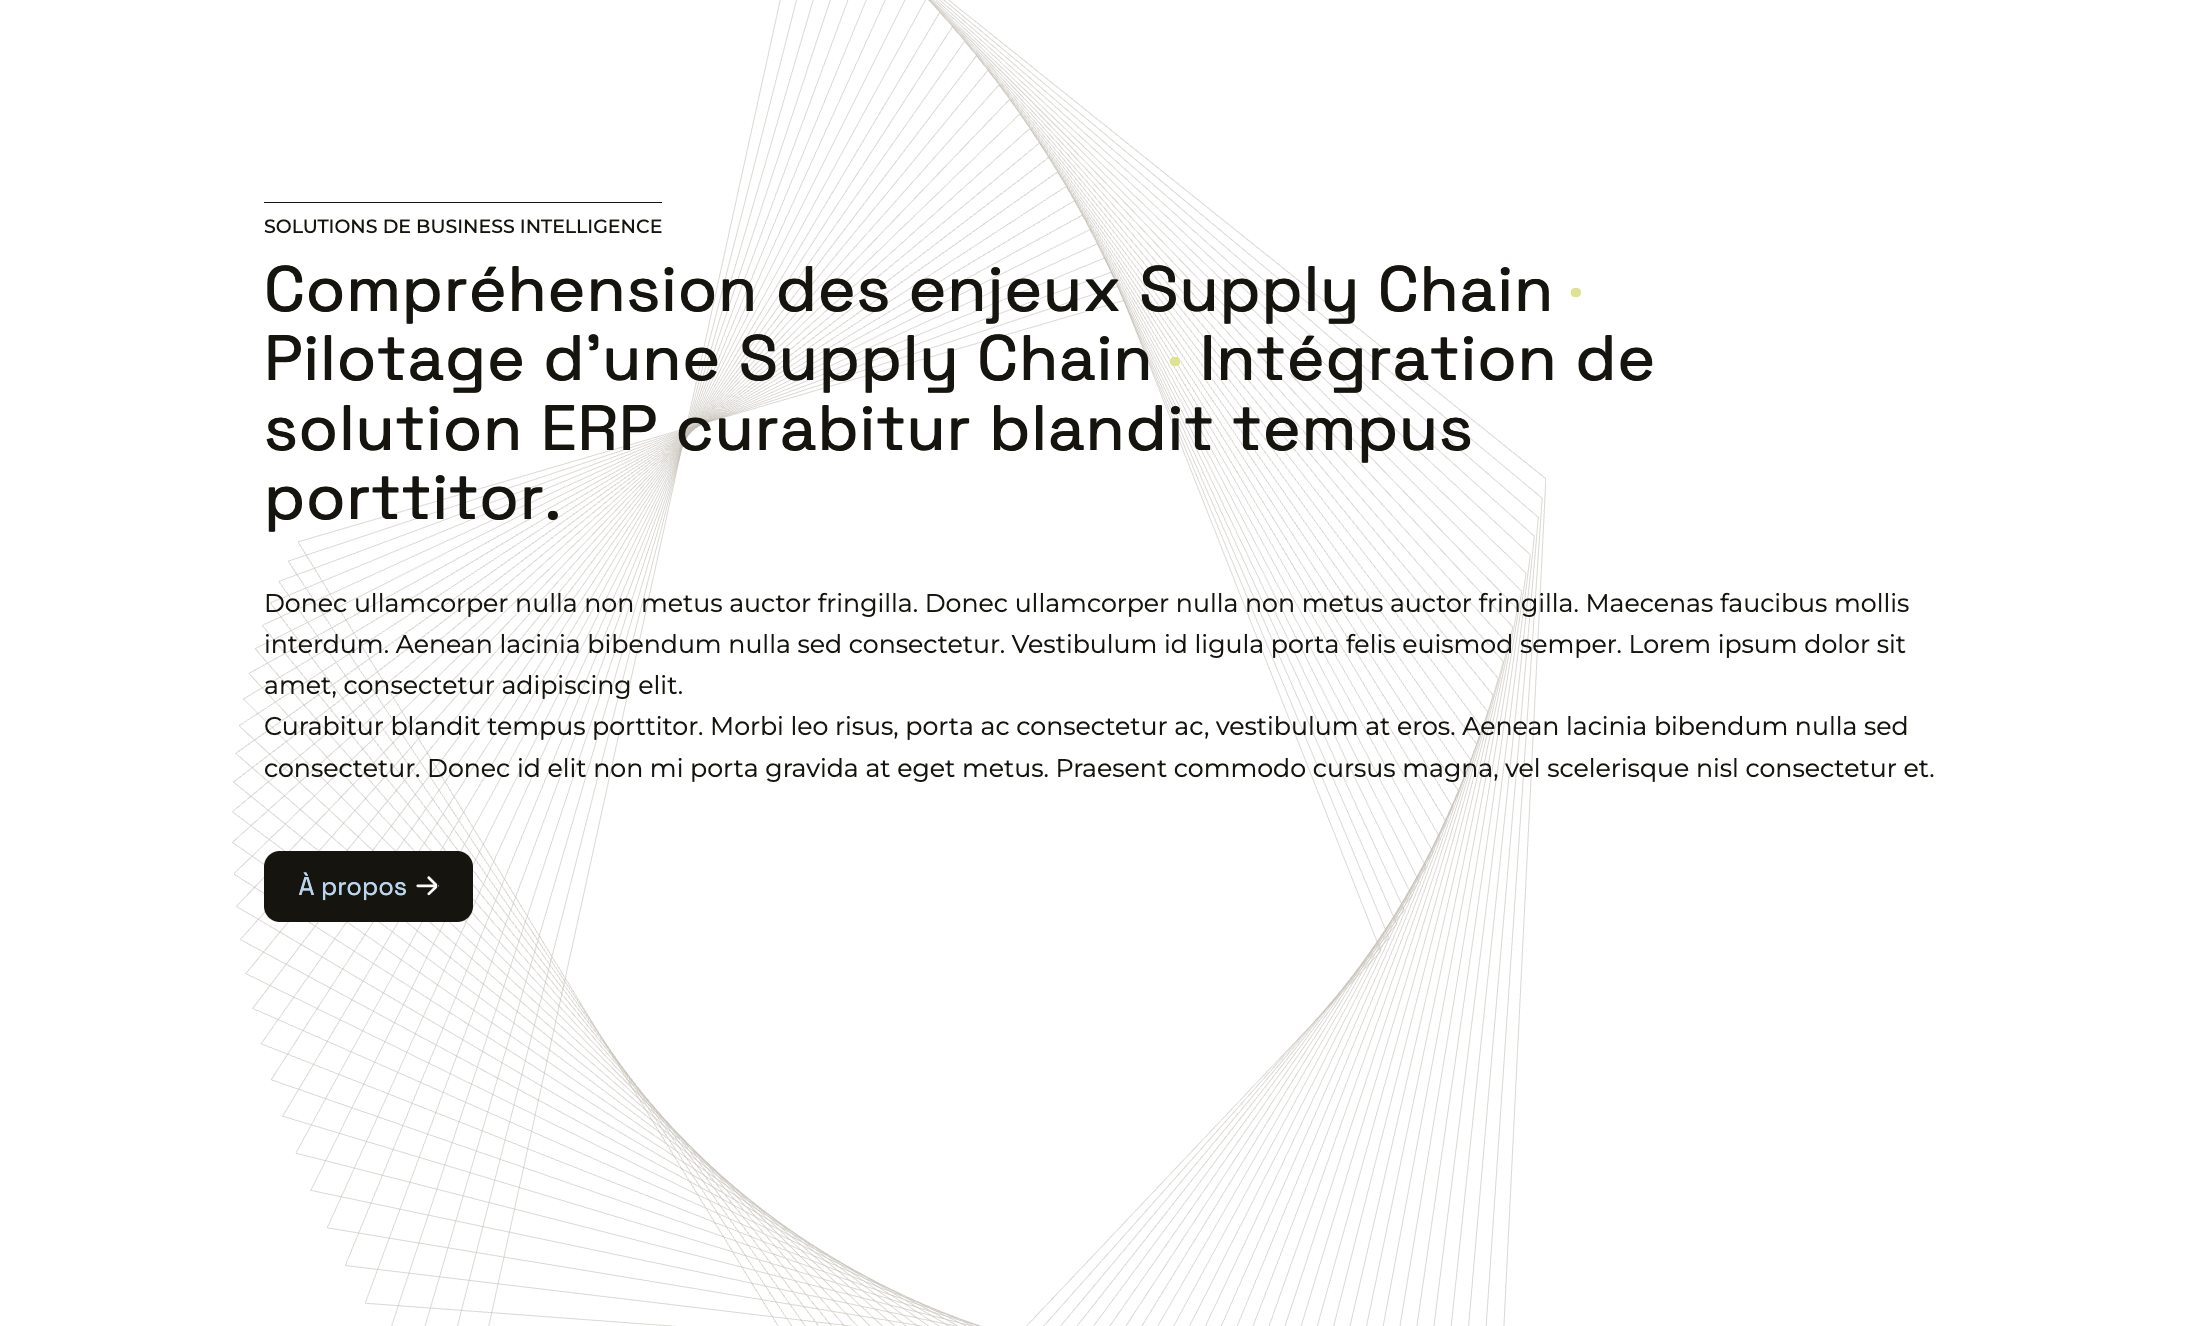 SOLUTIONS DE BUSINESS INTELLIGENCE
Compréhension des enjeux Supply Chain ·
Pilotage d’une Supply Chain · Intégration de
solution ERP curabitur blandit tempus
porttitor.
Donec ullamcorper nulla non metus auctor fringilla. Donec ullamcorper nulla non metus auctor fringilla. Maecenas faucibus mollis
interdum. Aenean lacinia bibendum nulla sed consectetur. Vestibulum id ligula porta felis euismod semper. Lorem ipsum dolor sit
amet, consectetur adipiscing elit.
Curabitur blandit tempus porttitor. Morbi leo risus, porta ac consectetur ac, vestibulum at eros. Aenean lacinia bibendum nulla sed
consectetur. Donec id elit non mi porta gravida at eget metus. Praesent commodo cursus magna, vel scelerisque nisl consectetur et.
À propos →